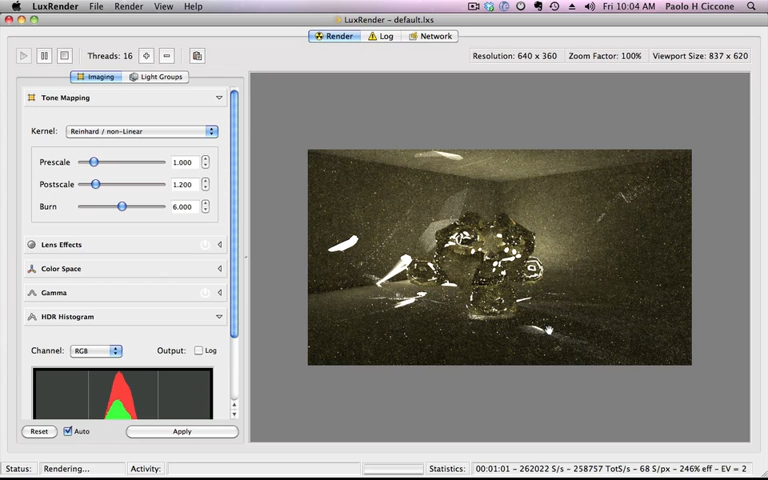 LuxRender File Render View Help Fri 10:04 AM Paolo H Ciccone
LuxRender - default.lxs
Render Log Network
Threads: 16 Resolution: 640 x 360 Zoom Factor: 100% Viewport Size: 837 x 620
Imaging Light Groups
Tone Mapping
Kernel: Reinhard / non-Linear
Prescale 1.000
Postscale 1.200
Burn 6.000
Lens Effects
Color Space
Gamma
HDR Histogram
Channel: RGB Output: Log
Reset Auto Apply
Status: Rendering... Activity: Statistics: 00:01:01 - 262022 S/s - 258757 TotS/s - 68 S/px - 246% eff - EV = 2